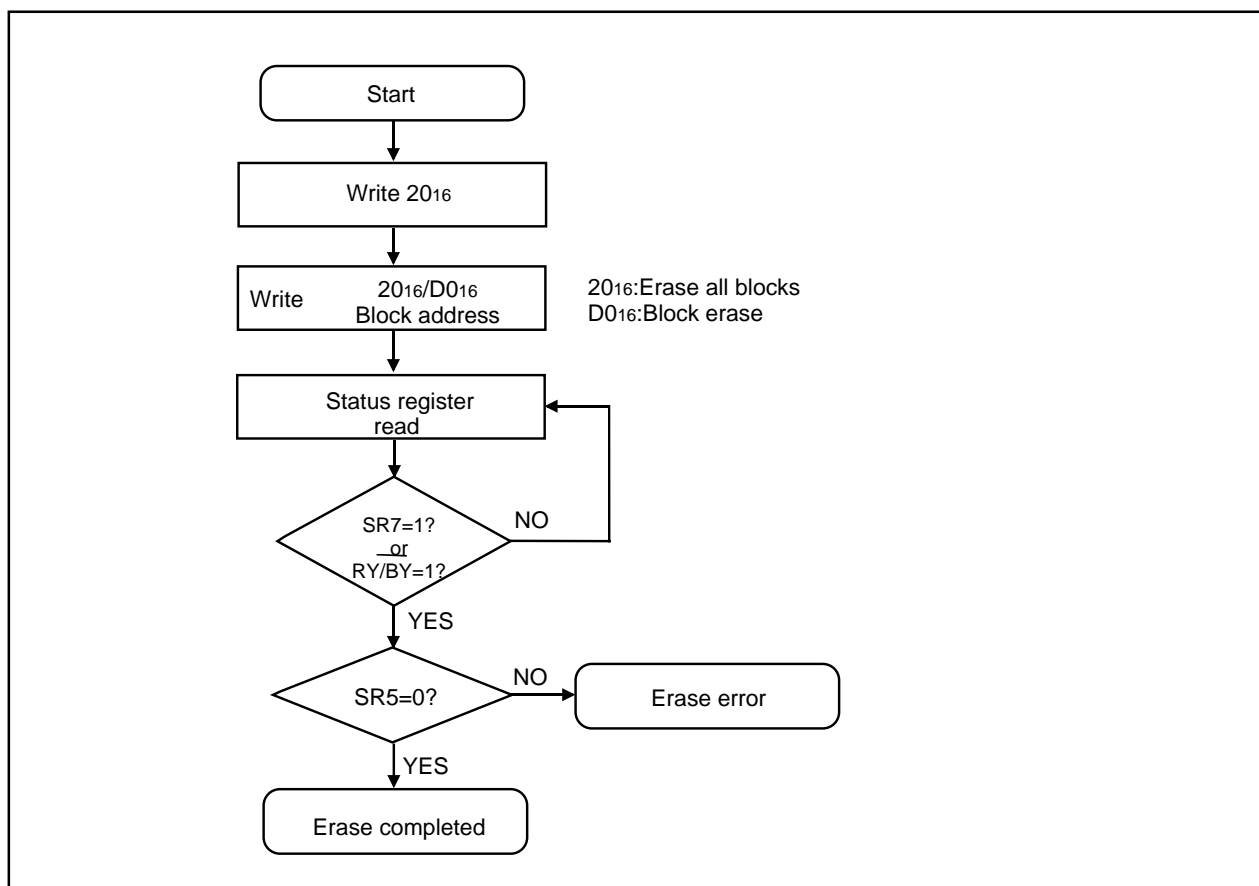 Start
Write 2016
Write
2016/D016
Block address
2016:Erase all blocks
D016:Block erase
Status register
read
SR7=1?
or
RY/BY=1?
NO
YES
SR5=0?
NO
Erase error
YES
Erase completed